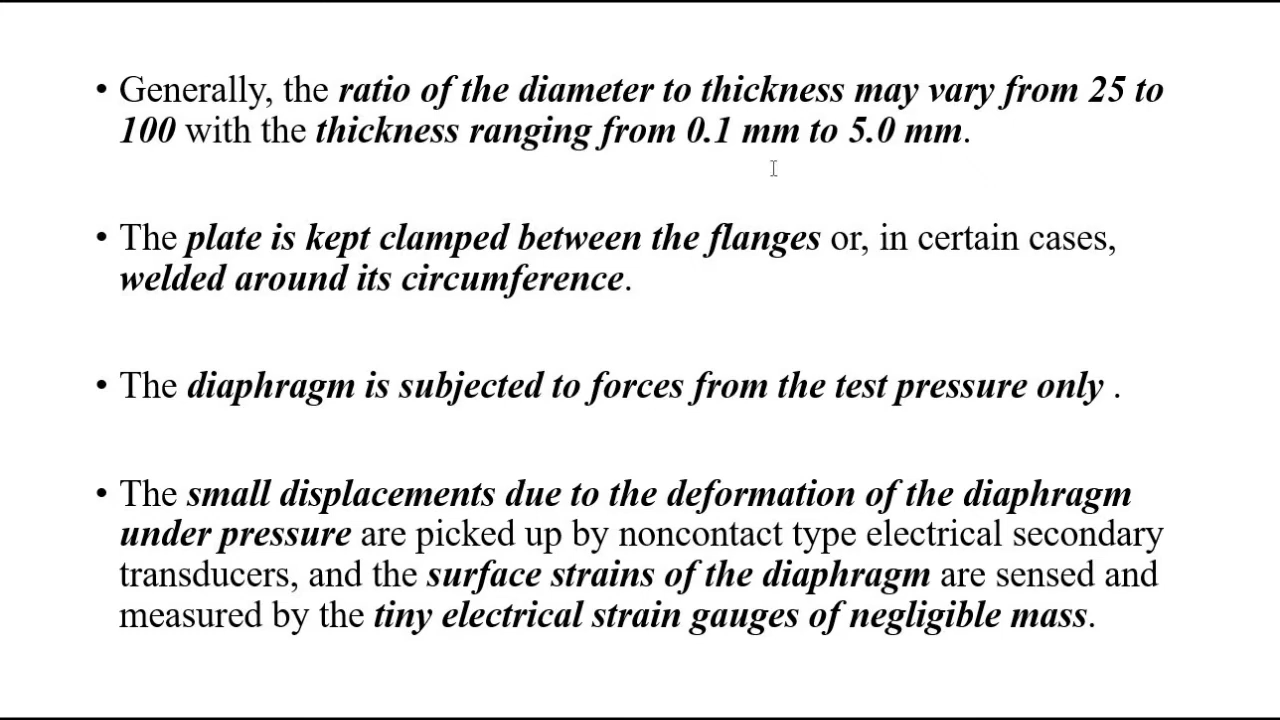 • Generally, the ratio of the diameter to thickness may vary from 25 to
100 with the thickness ranging from 0.1 mm to 5.0 mm.
• The plate is kept clamped between the flanges or, in certain cases,
welded around its circumference.
• The diaphragm is subjected to forces from the test pressure only .
• The small displacements due to the deformation of the diaphragm
under pressure are picked up by noncontact type electrical secondary
transducers, and the surface strains of the diaphragm are sensed and
measured by the tiny electrical strain gauges of negligible mass.